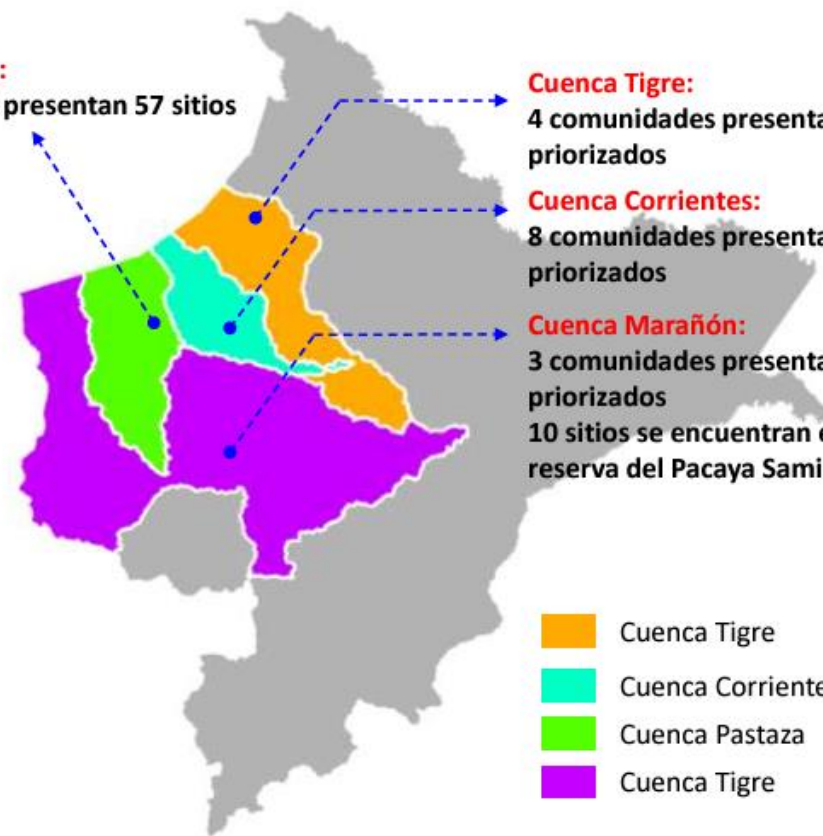 :
presentan 57 sitios
Cuenca Tigre:
4 comunidades presenta
priorizados
Cuenca Corrientes:
8 comunidades presenta
priorizados
Cuenca Marañón:
3 comunidades presenta
priorizados
10 sitios se encuentran
reserva del Pacaya Sami
Cuenca Tigre
Cuenca Corriente
Cuenca Pastaza
Cuenca Tigre